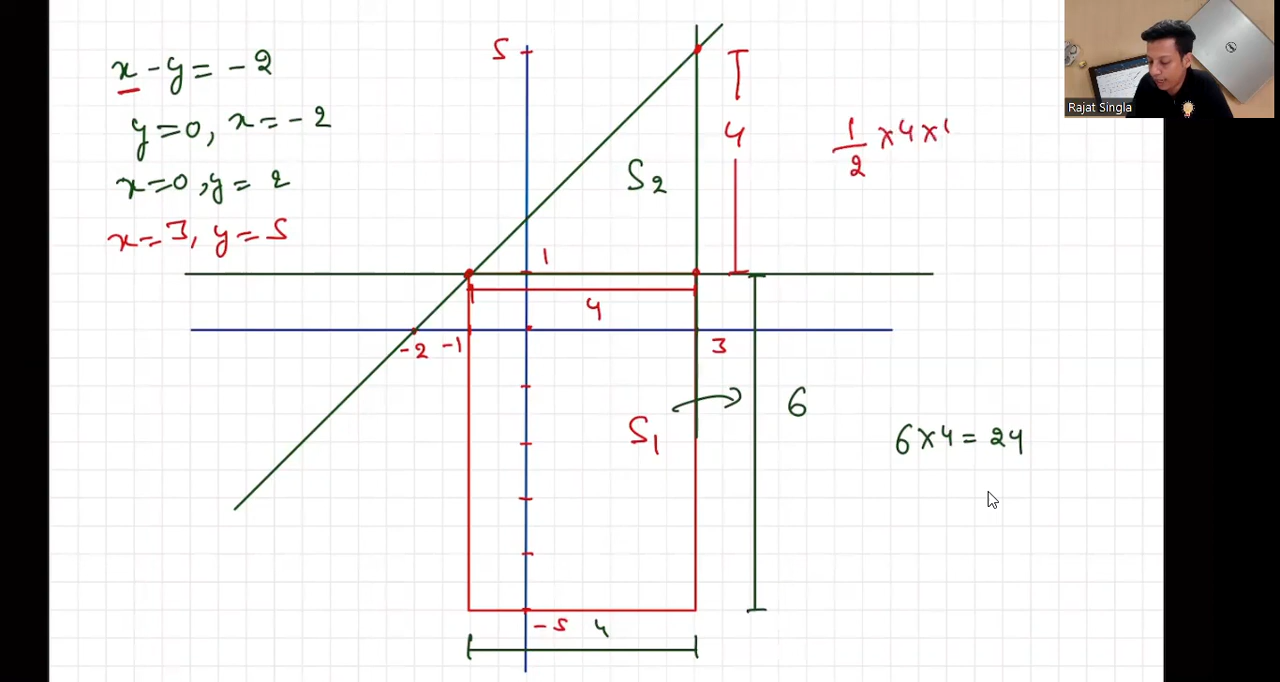 x - y = -2
y = 0, x = -2
x = 0, y = 2
x = 3, y = 5
5
T
4
1/2 × 4 ×
S2
1
4
-2 -1
3
S1
6
6 × 4 = 24
-5 4
Rajat Singla